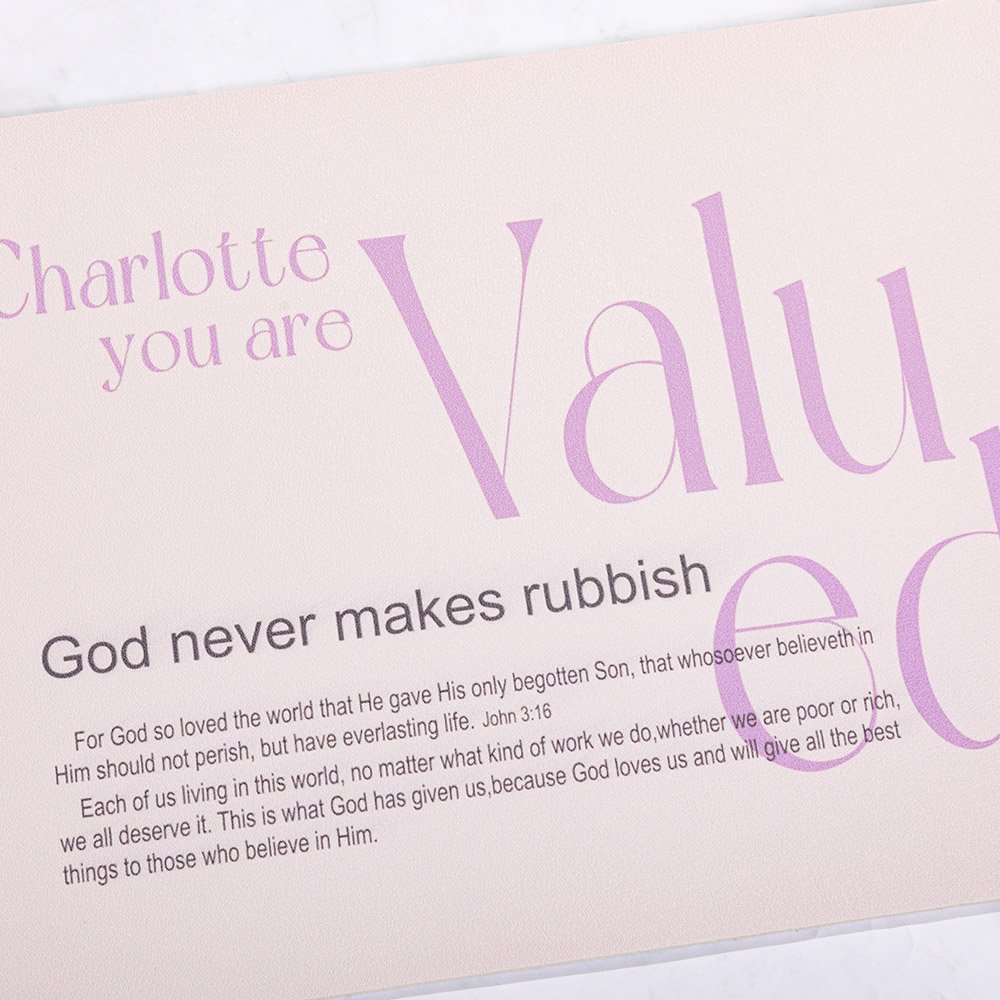 Charlotte
you are
Valu
ed
God never makes rubbish
For God so loved the world that He gave His only begotten Son, that whosoever believeth in
Him should not perish, but have everlasting life. John 3:16
Each of us living in this world, no matter what kind of work we do,whether we are poor or rich,
we all deserve it. This is what God has given us,because God loves us and will give all the best
things to those who believe in Him.